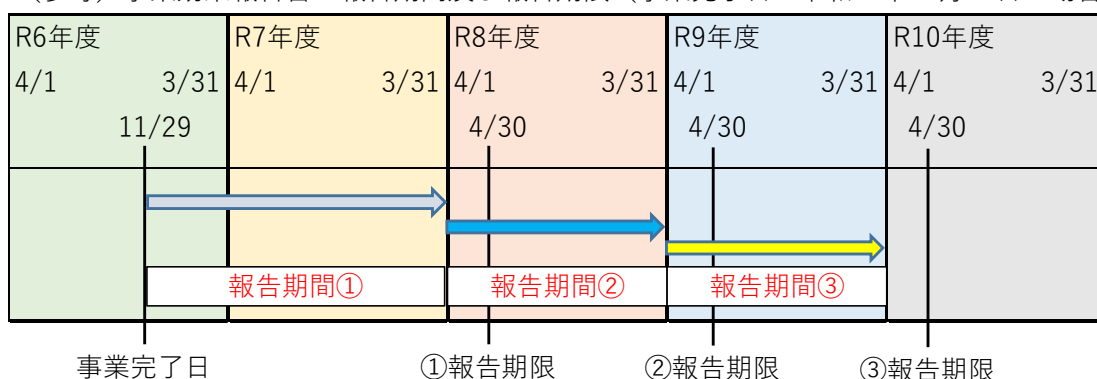 R6年度 R7年度 R8年度 R9年度 R10年度
4/1 3/31 4/1 3/31 4/1 3/31 4/1 3/31 4/1 3/31
11/29 4/30 4/30 4/30
報告期間① 報告期間② 報告期間③
事業完了日 ①報告期限 ②報告期限 ③報告期限